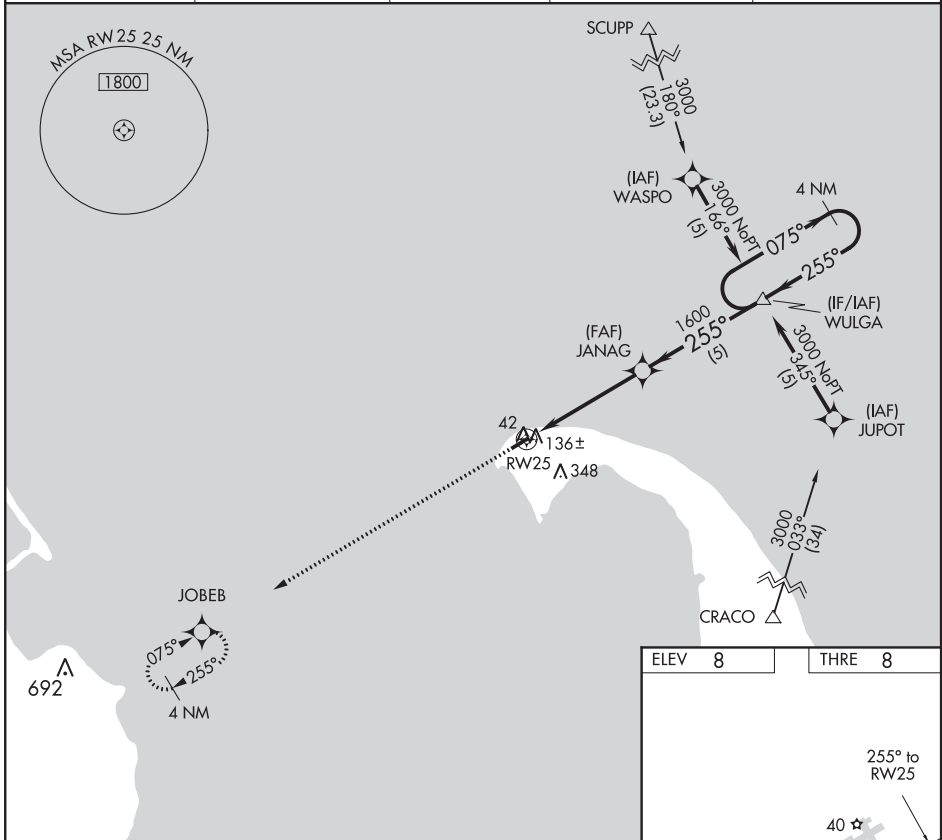 MSA RW 25 25 NM
1800
SCUPP
3000
180°
(23.3)
(IAF)
WASPO
3000 NoPT
166°
(5)
4 NM
075°
255°
(IF/IAF)
WULGA
1600
255°
(5)
(FAF)
JANAG
3000 NoPT
345°
(5)
(IAF)
JUPOT
42
136±
RW25
348
3000
033°
(34)
CRACO
JOBEB
075°
255°
4 NM
692
ELEV 8
THRE 8
255° to
RW25
40